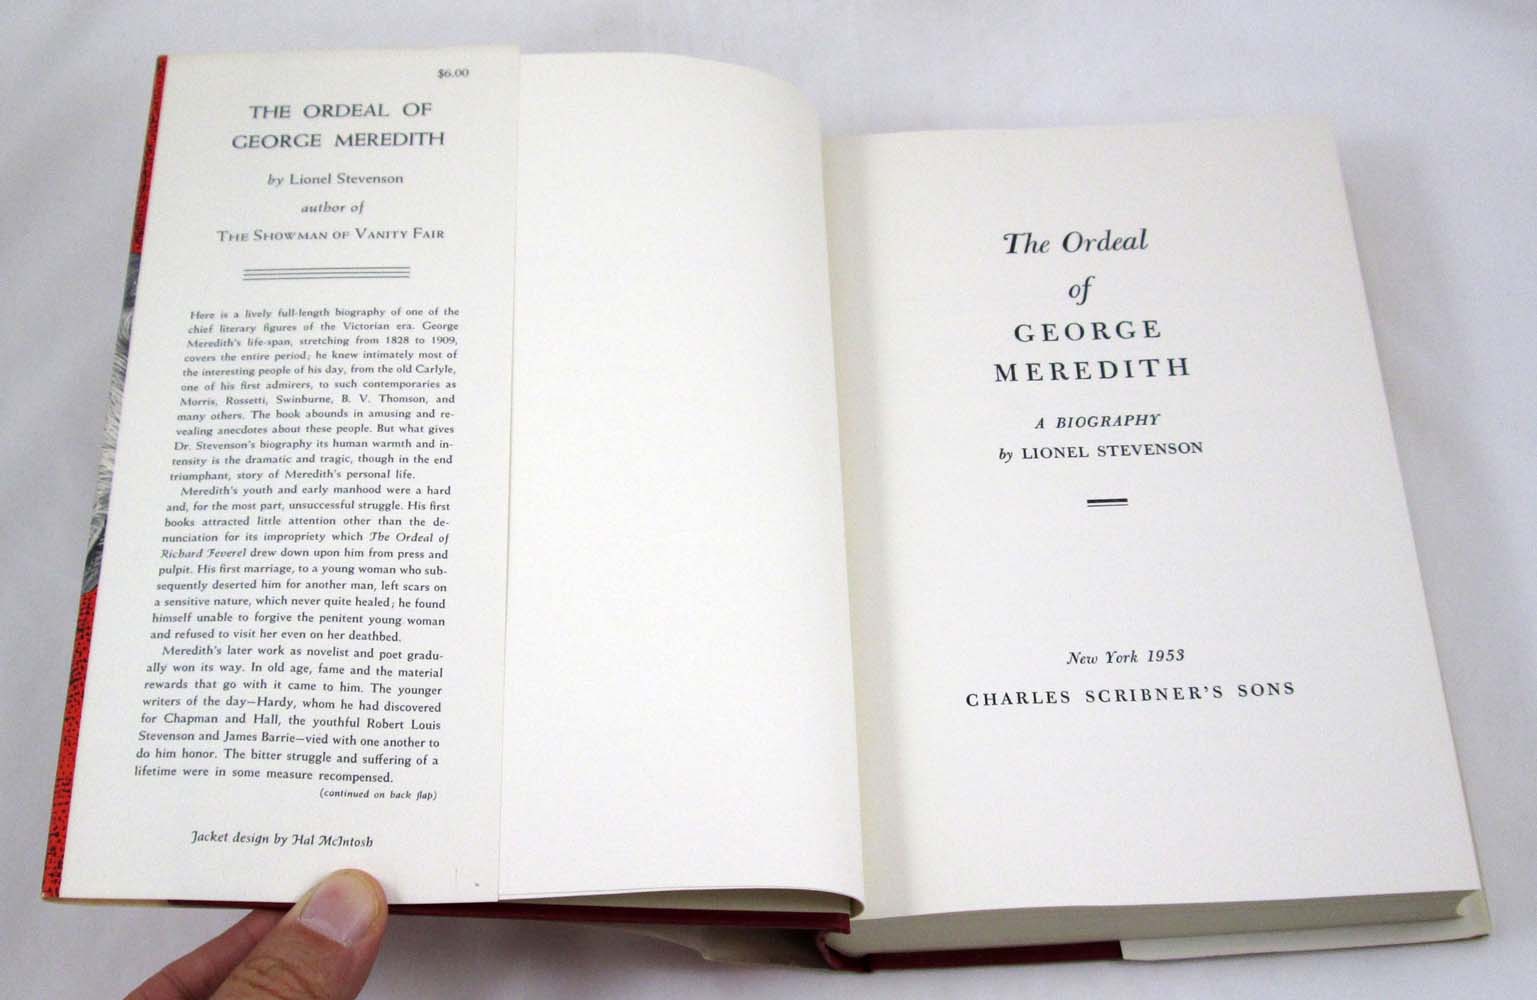 $6.00
THE ORDEAL OF
GEORGE MEREDITH
by Lionel Stevenson
author of
THE SHOWMAN OF VANITY FAIR
Here is a lively full-length biography of one of the
chief literary figures of the Victorian era. George
Meredith's life-span, stretching from 1828 to 1909,
covers the entire period; he knew intimately most of
the interesting people of his day, from the old Carlyle,
one of his first admirers, to such contemporaries as
Morris, Rossetti, Swinburne, B. V. Thomson, and
many others. The book abounds in amusing and re-
vealing anecdotes about these people. But what gives
Dr. Stevenson's biography its human warmth and in-
tensity is the dramatic and tragic, though in the end
triumphant, story of Meredith's personal life.
Meredith's youth and early manhood were a hard
and, for the most part, unsuccessful struggle. His first
books attracted little attention other than the de-
nunciation for its impropriety which The Ordeal of
Richard Feverel drew down upon him from press and
pulpit. His first marriage, to a young woman who sub-
sequently deserted him for another man, left scars on
a sensitive nature, which never quite healed; he found
himself unable to forgive the penitent young woman
and refused to visit her even on her deathbed.
Meredith's later work as novelist and poet gradu-
ally won its way. In old age, fame and the material
rewards that go with it came to him. The younger
writers of the day—Hardy, whom he had discovered
for Chapman and Hall, the youthful Robert Louis
Stevenson and James Barrie—vied with one another to
do him honor. The bitter struggle and suffering of a
lifetime were in some measure recompensed.
(continued on back flap)
Jacket design by Hal McIntosh
The Ordeal
of
GEORGE
MEREDITH
A BIOGRAPHY
by LIONEL STEVENSON
New York 1953
CHARLES SCRIBNER'S SONS